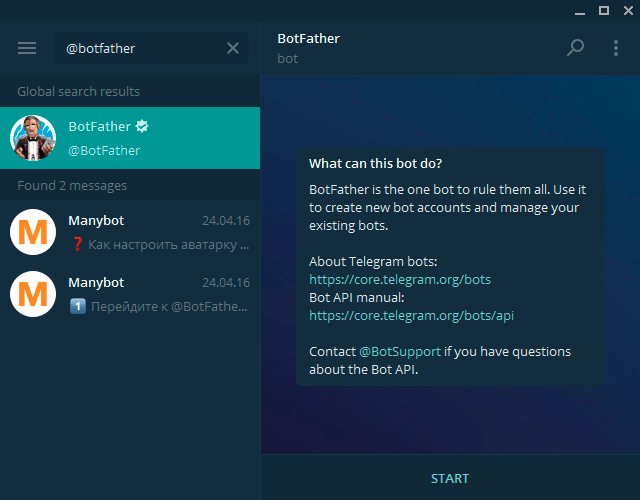 @botfather
BotFather
bot
Global search results
BotFather
@BotFather
Found 2 messages
M
Manybot 24.04.16
❓ Как настроить аватарку ...
M
Manybot 24.04.16
1️⃣ Перейдите к @BotFathe...
What can this bot do?
BotFather is the one bot to rule them all. Use it
to create new bot accounts and manage your
existing bots.
About Telegram bots:
https://core.telegram.org/bots
Bot API manual:
https://core.telegram.org/bots/api
Contact @BotSupport if you have questions
about the Bot API.
START